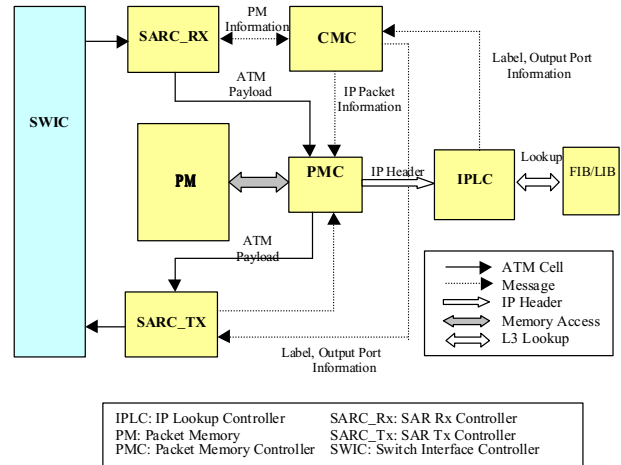 PM
Information
SARC_RX
CMC
Label, Output Port
Information
ATM
Payload
IP Packet
Information
SWIC
PM
PMC
IP Header
IPLC
Lookup
FIB/LIB
ATM
Payload
SARC_TX
Label, Output Port
Information
ATM Cell
Message
IP Header
Memory Access
L3 Lookup
IPLC: IP Lookup Controller
SARC_Rx: SAR Rx Controller
PM: Packet Memory
SARC_Tx: SAR Tx Controller
PMC: Packet Memory Controller
SWIC: Switch Interface Controller